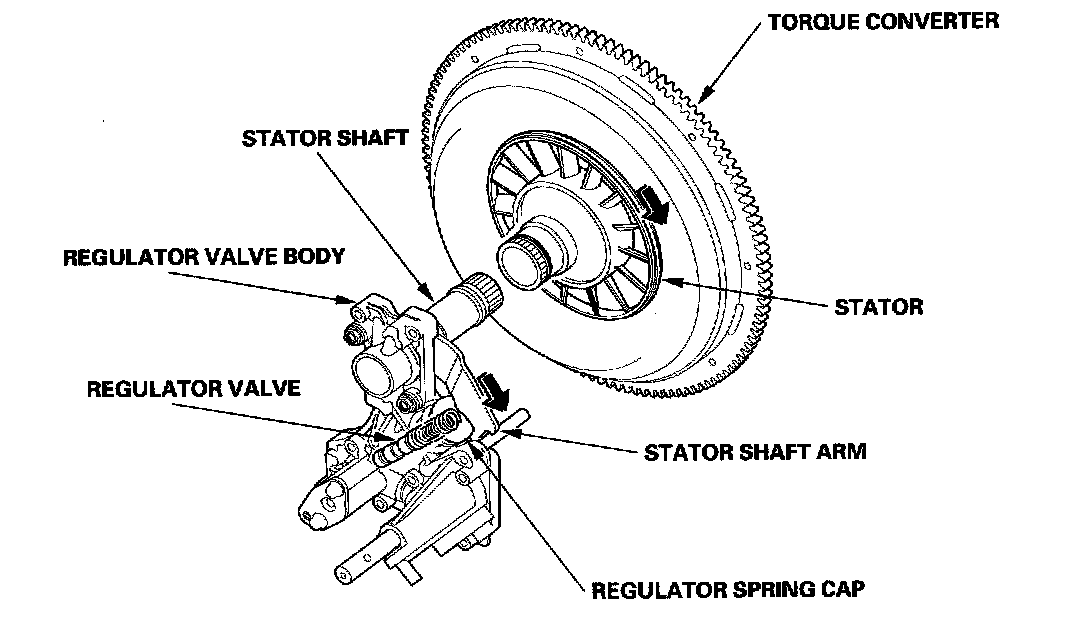 TORQUE CONVERTER
STATOR SHAFT
REGULATOR VALVE BODY
STATOR
REGULATOR VALVE
STATOR SHAFT ARM
REGULATOR SPRING CAP